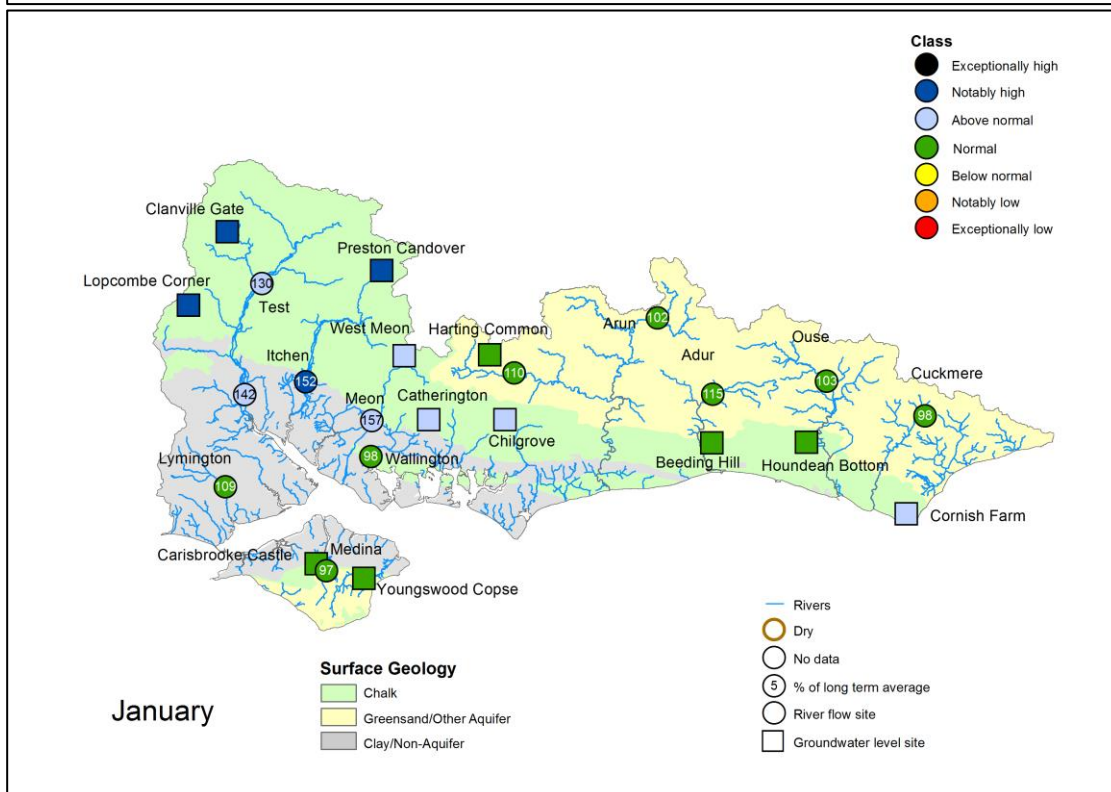 Class
Exceptionally high
Notably high
Above normal
Normal
Below normal
Notably low
Exceptionally low
Clanville Gate
Preston Candover
Lopcombe Corner
130
Test
West Meon
Harting Common
Arun
102
Ouse
Adur
Itchen
110
Cuckmere
152
103
142
Meon
Catherington
115
157
98
Chilgrove
98
Wallington
Beeding Hill
Houndean Bottom
Lymington
109
Cornish Farm
Carisbrooke Castle
Medina
97
Youngswood Copse
Rivers
Dry
No data
5
% of long term average
River flow site
Groundwater level site
Surface Geology
Chalk
Greensand/Other Aquifer
Clay/Non-Aquifer
January